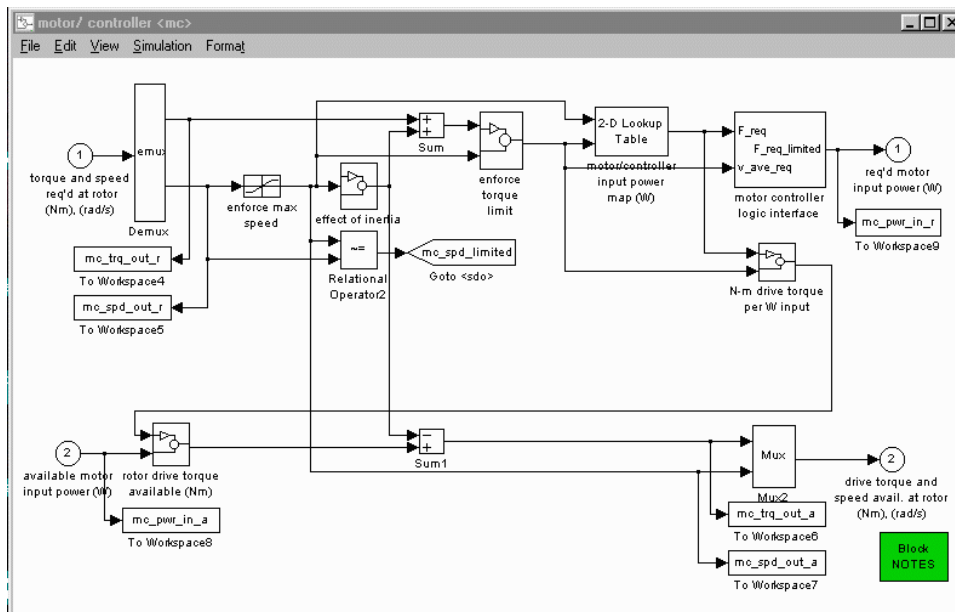 motor/ controller <mc>
File Edit View Simulation Format
1
torque and speed
req'd at rotor
(Nm), (rad/s)
emux
Demux
mc_trq_out_r
To Workspace4
mc_spd_out_r
To Workspace5
enforce max
speed
effect of inertia
+
+
Sum
~=
Relational
Operator2
mc_spd_limited
Goto <sdo>
enforce
torque
limit
2-D Lookup
Table
motor/controller
input power
map (W)
F_req
F_req_limited
v_ave_req
motor controller
logic interface
1
req'd motor
input power (W)
mc_pwr_in_r
To Workspace9
N-m drive torque
per W input
2
available motor
input power (W)
rotor drive torque
available (Nm)
mc_pwr_in_a
To Workspace8
−
+
Sum1
Mux
Mux2
mc_trq_out_a
To Workspace6
mc_spd_out_a
To Workspace7
2
drive torque and
speed avail. at rotor
(Nm), (rad/s)
Block
NOTES